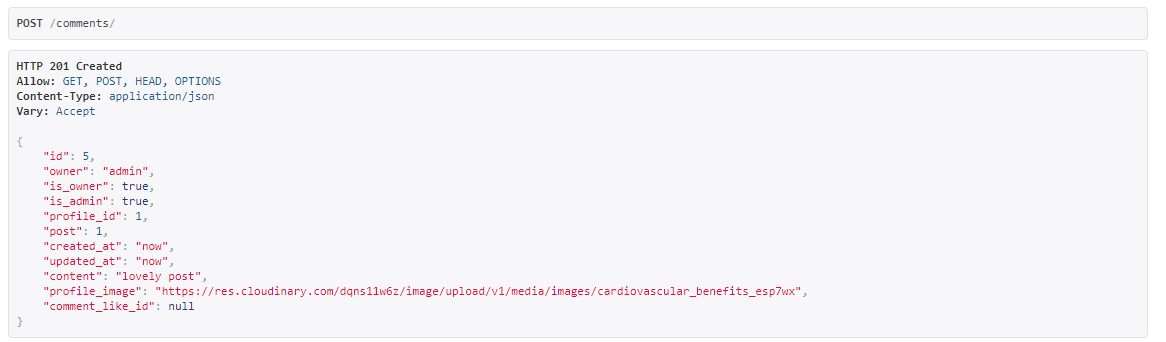 POST /comments/
HTTP 201 Created
Allow: GET, POST, HEAD, OPTIONS
Content-Type: application/json
Vary: Accept
{
    "id": 5,
    "owner": "admin",
    "is_owner": true,
    "is_admin": true,
    "profile_id": 1,
    "post": 1,
    "created_at": "now",
    "updated_at": "now",
    "content": "lovely post",
    "profile_image": "https://res.cloudinary.com/dqns11w6z/image/upload/v1/media/images/cardiovascular_benefits_esp7wx",
    "comment_like_id": null
}